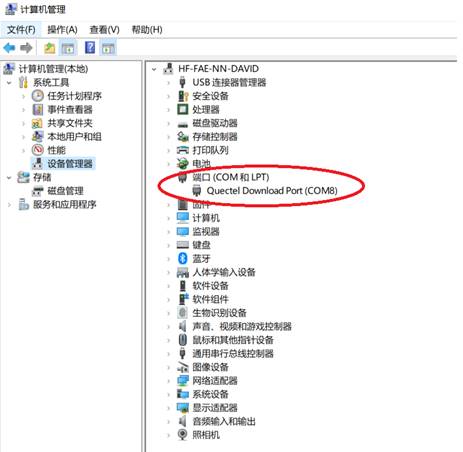 计算机管理
文件(F) 操作(A) 查看(V) 帮助(H)
计算机管理(本地)
系统工具
任务计划程序
事件查看器
共享文件夹
本地用户和组
性能
设备管理器
存储
磁盘管理
服务和应用程序
HF-FAE-NN-DAVID
USB 连接器管理器
安全设备
处理器
磁盘驱动器
存储控制器
打印队列
电池
端口 (COM 和 LPT)
Quectel Download Port (COM8)
固件
计算机
监视器
键盘
蓝牙
人体学输入设备
软件设备
软件组件
生物识别设备
声音、视频和游戏控制器
鼠标和其他指针设备
通用串行总线控制器
图像设备
网络适配器
系统设备
显示适配器
音频输入和输出
照相机